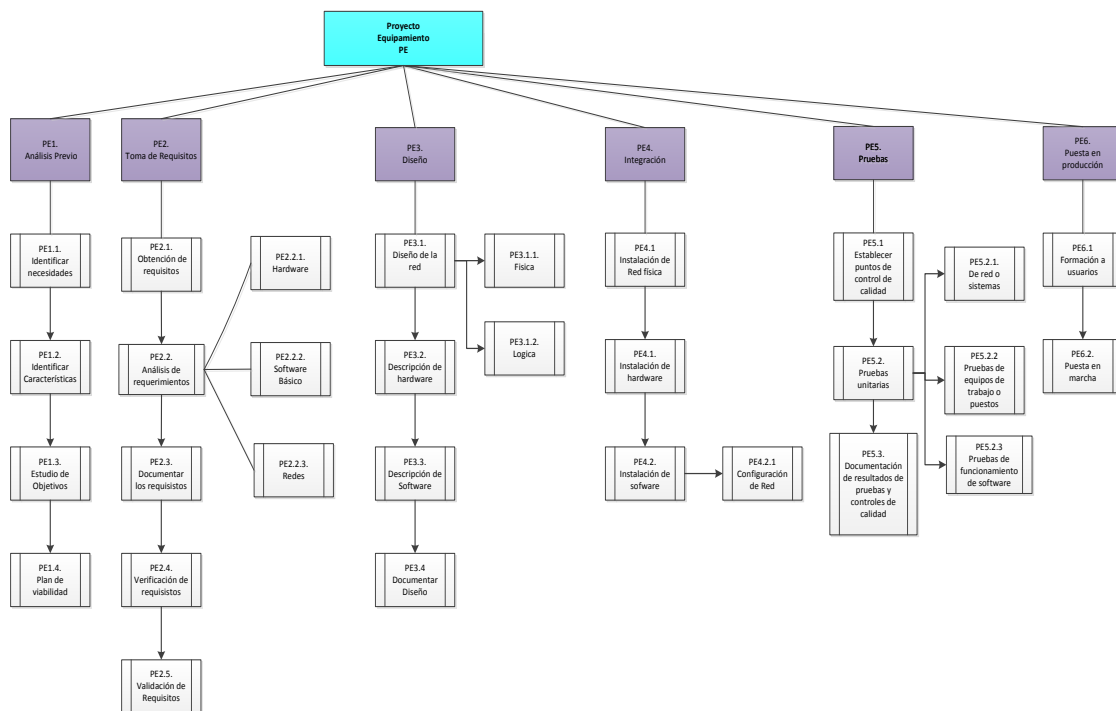 Proyecto
Equipamiento
PE
PE1.
Análisis Previo
PE2.
Toma de Requisitos
PE3.
Diseño
PE4.
Integración
PE5.
Pruebas
PE6.
Puesta en
producción
PE1.1.
Identificar
necesidades
PE1.2.
Identificar
Características
PE1.3.
Estudio de
Objetivos
PE1.4.
Plan de
viabilidad
PE2.1.
Obtención de
requisitos
PE2.2.
Análisis de
requerimientos
PE2.2.1.
Hardware
PE2.2.2.
Software
Básico
PE2.2.3.
Redes
PE2.3.
Documentar
los requisistos
PE2.4.
Verificación de
requisistos
PE2.5.
Validación de
Requisitos
PE3.1.
Diseño de la
red
PE3.1.1.
Fisica
PE3.1.2.
Logica
PE3.2.
Descripción de
hardware
PE3.3.
Descripción de
Software
PE3.4
Documentar
Diseño
PE4.1
Instalación de
Red física
PE4.1.
Instalación de
hardware
PE4.2.
Instalación de
sofware
PE4.2.1
Configuración
de Red
PE5.1
Establecer
puntos de
control de
calidad
PE5.2.
Pruebas
unitarias
PE5.2.1.
De red o
sistemas
PE5.2.2
Pruebas de
equipos de
trabajo o
puestos
PE5.2.3
Pruebas de
funcionamiento
de software
PE5.3.
Documentación
de resultados de
pruebas y
controles de
calidad
PE6.1
Formación a
usuarios
PE6.2.
Puesta en
marcha